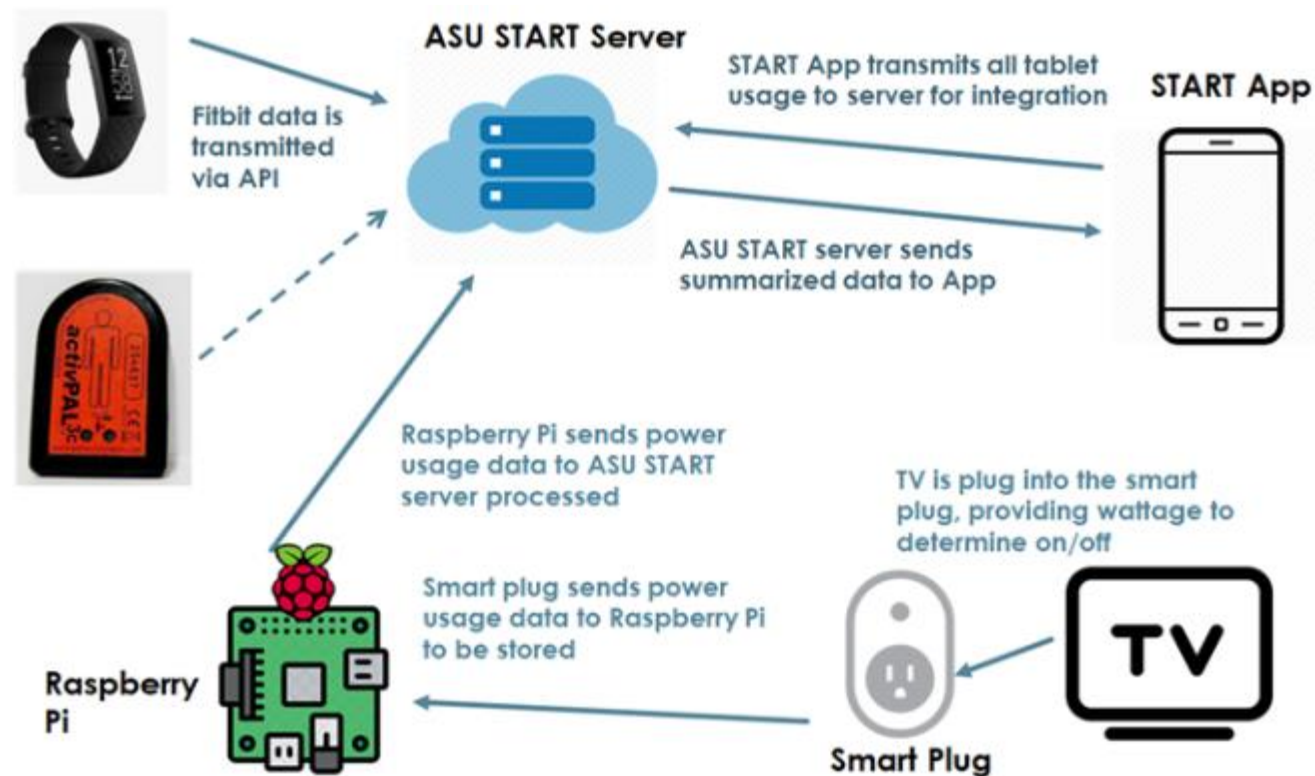 ASU START Server
Fitbit data is
transmitted
via API
START App transmits all tablet
usage to server for integration
START App
ASU START server sends
summarized data to App
activPAL
Raspberry Pi sends power
usage data to ASU START
server processed
TV is plug into the smart
plug, providing wattage to
determine on/off
Smart plug sends power
usage data to Raspberry Pi
to be stored
Raspberry
Pi
TV
Smart Plug